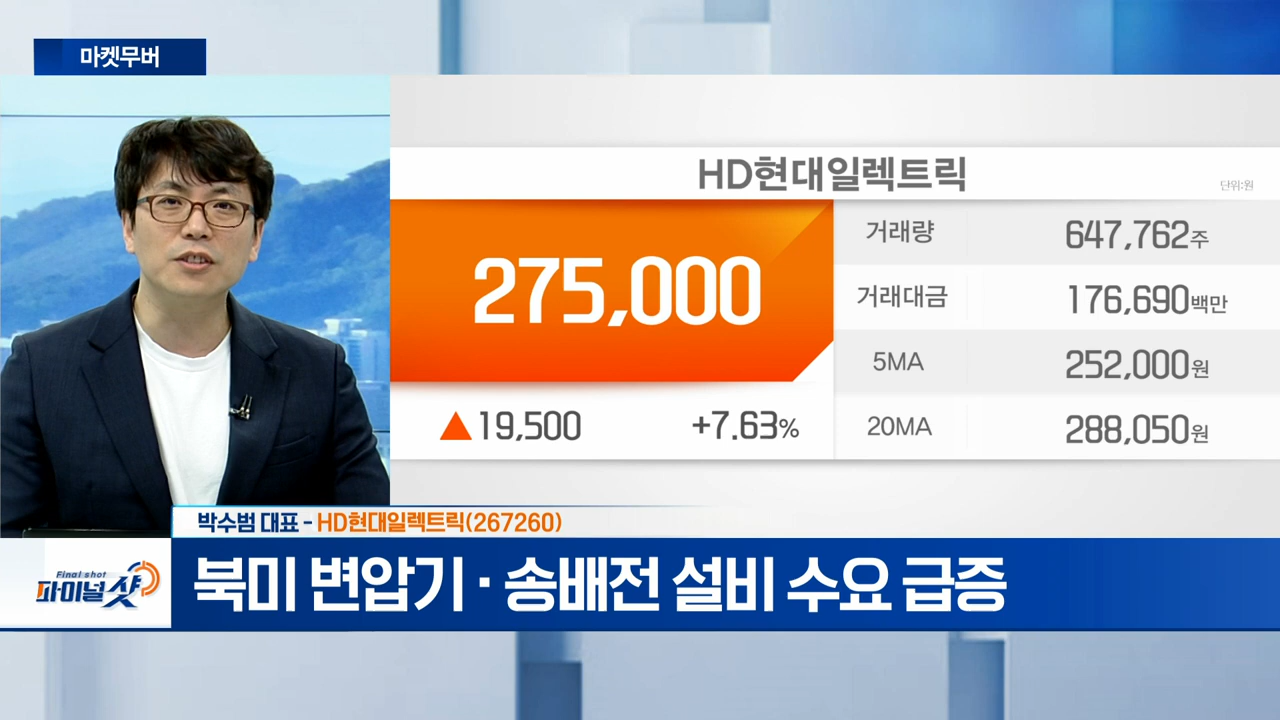 마켓무버
HD현대일렉트릭
단위:원
275,000
▲19,500 +7.63%
거래량 647,762주
거래대금 176,690백만
5MA 252,000원
20MA 288,050원
박수범 대표 - HD현대일렉트릭(267260)
Final shot
파이널샷
북미 변압기·송배전 설비 수요 급증